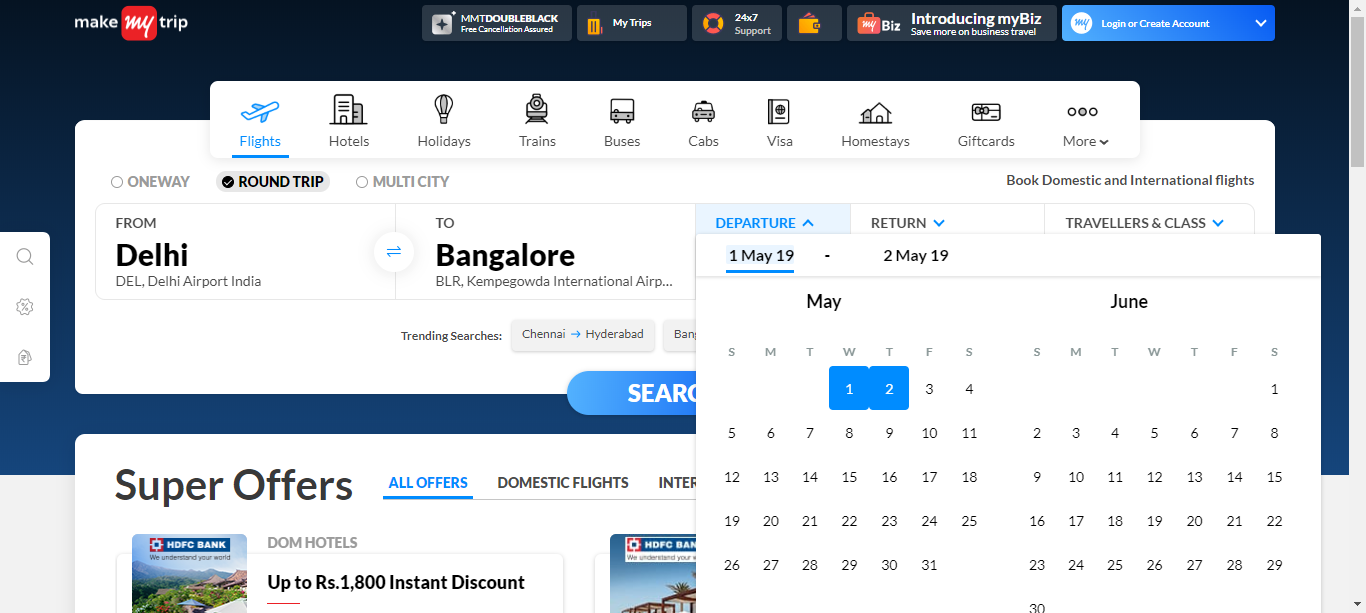 make my trip
MMTDOUBLEBLACK
Free Cancellation Assured
My Trips
24x7
Support
my Biz
Introducing myBiz
Save more on business travel
my
Login or Create Account
Flights
Hotels
Holidays
Trains
Buses
Cabs
Visa
Homestays
Giftcards
More
ONEWAY
ROUND TRIP
MULTI CITY
Book Domestic and International flights
FROM
Delhi
DEL, Delhi Airport India
TO
Bangalore
BLR, Kempegowda International Airp...
DEPARTURE
RETURN
TRAVELLERS & CLASS
1 May 19 - 2 May 19
Trending Searches:
Chennai → Hyderabad
Bang
SEARC
May
S M T W T F S
1 2 3 4
5 6 7 8 9 10 11
12 13 14 15 16 17 18
19 20 21 22 23 24 25
26 27 28 29 30 31
June
S M T W T F S
1
2 3 4 5 6 7 8
9 10 11 12 13 14 15
16 17 18 19 20 21 22
23 24 25 26 27 28 29
30
Super Offers
ALL OFFERS
DOMESTIC FLIGHTS
INTER
HDFC BANK
We understand your world
DOM HOTELS
Up to Rs.1,800 Instant Discount
HDFC BAN
We understand your w